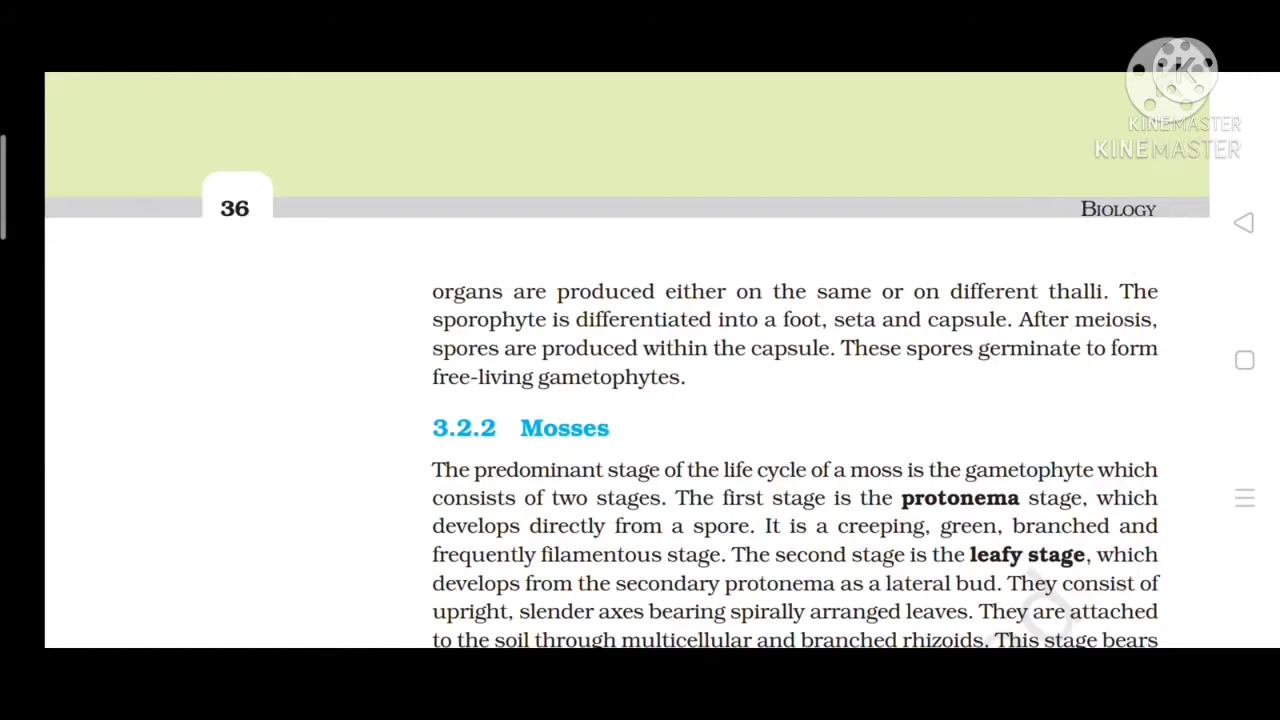 KINEMASTER
KINEMASTER
36
BIOLOGY
organs are produced either on the same or on different thalli. The
sporophyte is differentiated into a foot, seta and capsule. After meiosis,
spores are produced within the capsule. These spores germinate to form
free-living gametophytes.
3.2.2 Mosses
The predominant stage of the life cycle of a moss is the gametophyte which
consists of two stages. The first stage is the protonema stage, which
develops directly from a spore. It is a creeping, green, branched and
frequently filamentous stage. The second stage is the leafy stage, which
develops from the secondary protonema as a lateral bud. They consist of
upright, slender axes bearing spirally arranged leaves. They are attached
to the soil through multicellular and branched rhizoids. This stage bears